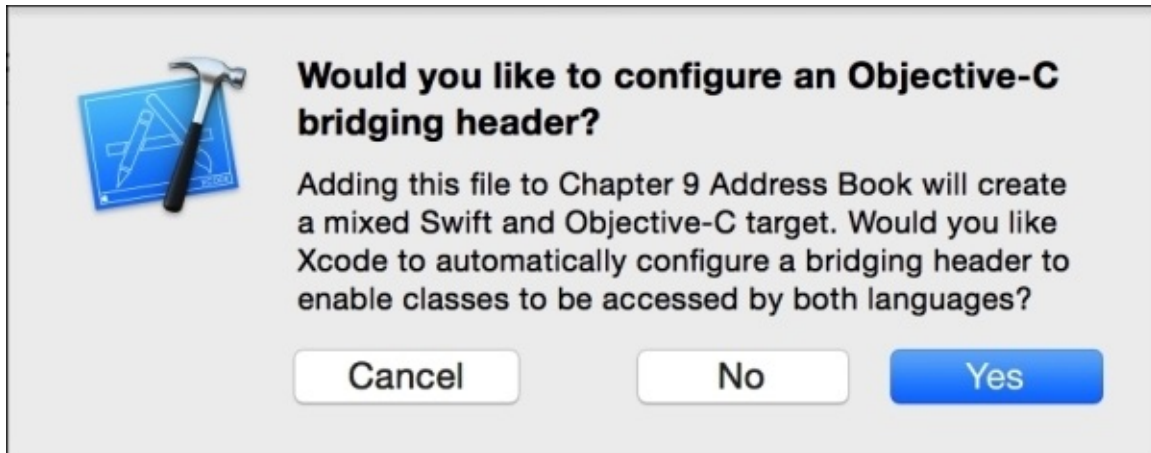 Would you like to configure an Objective-C
bridging header?
Adding this file to Chapter 9 Address Book will create
a mixed Swift and Objective-C target. Would you like
Xcode to automatically configure a bridging header to
enable classes to be accessed by both languages?
Cancel No Yes